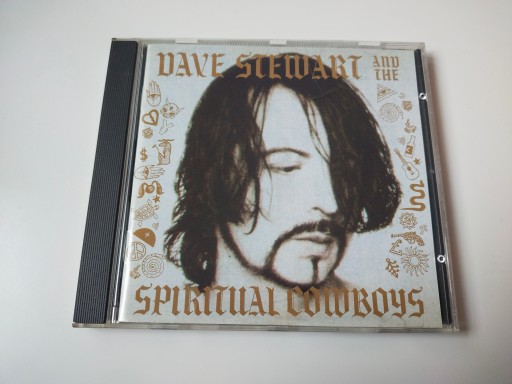 DAVE STEWART AND THE
SPIRITUAL COWBOYS
$